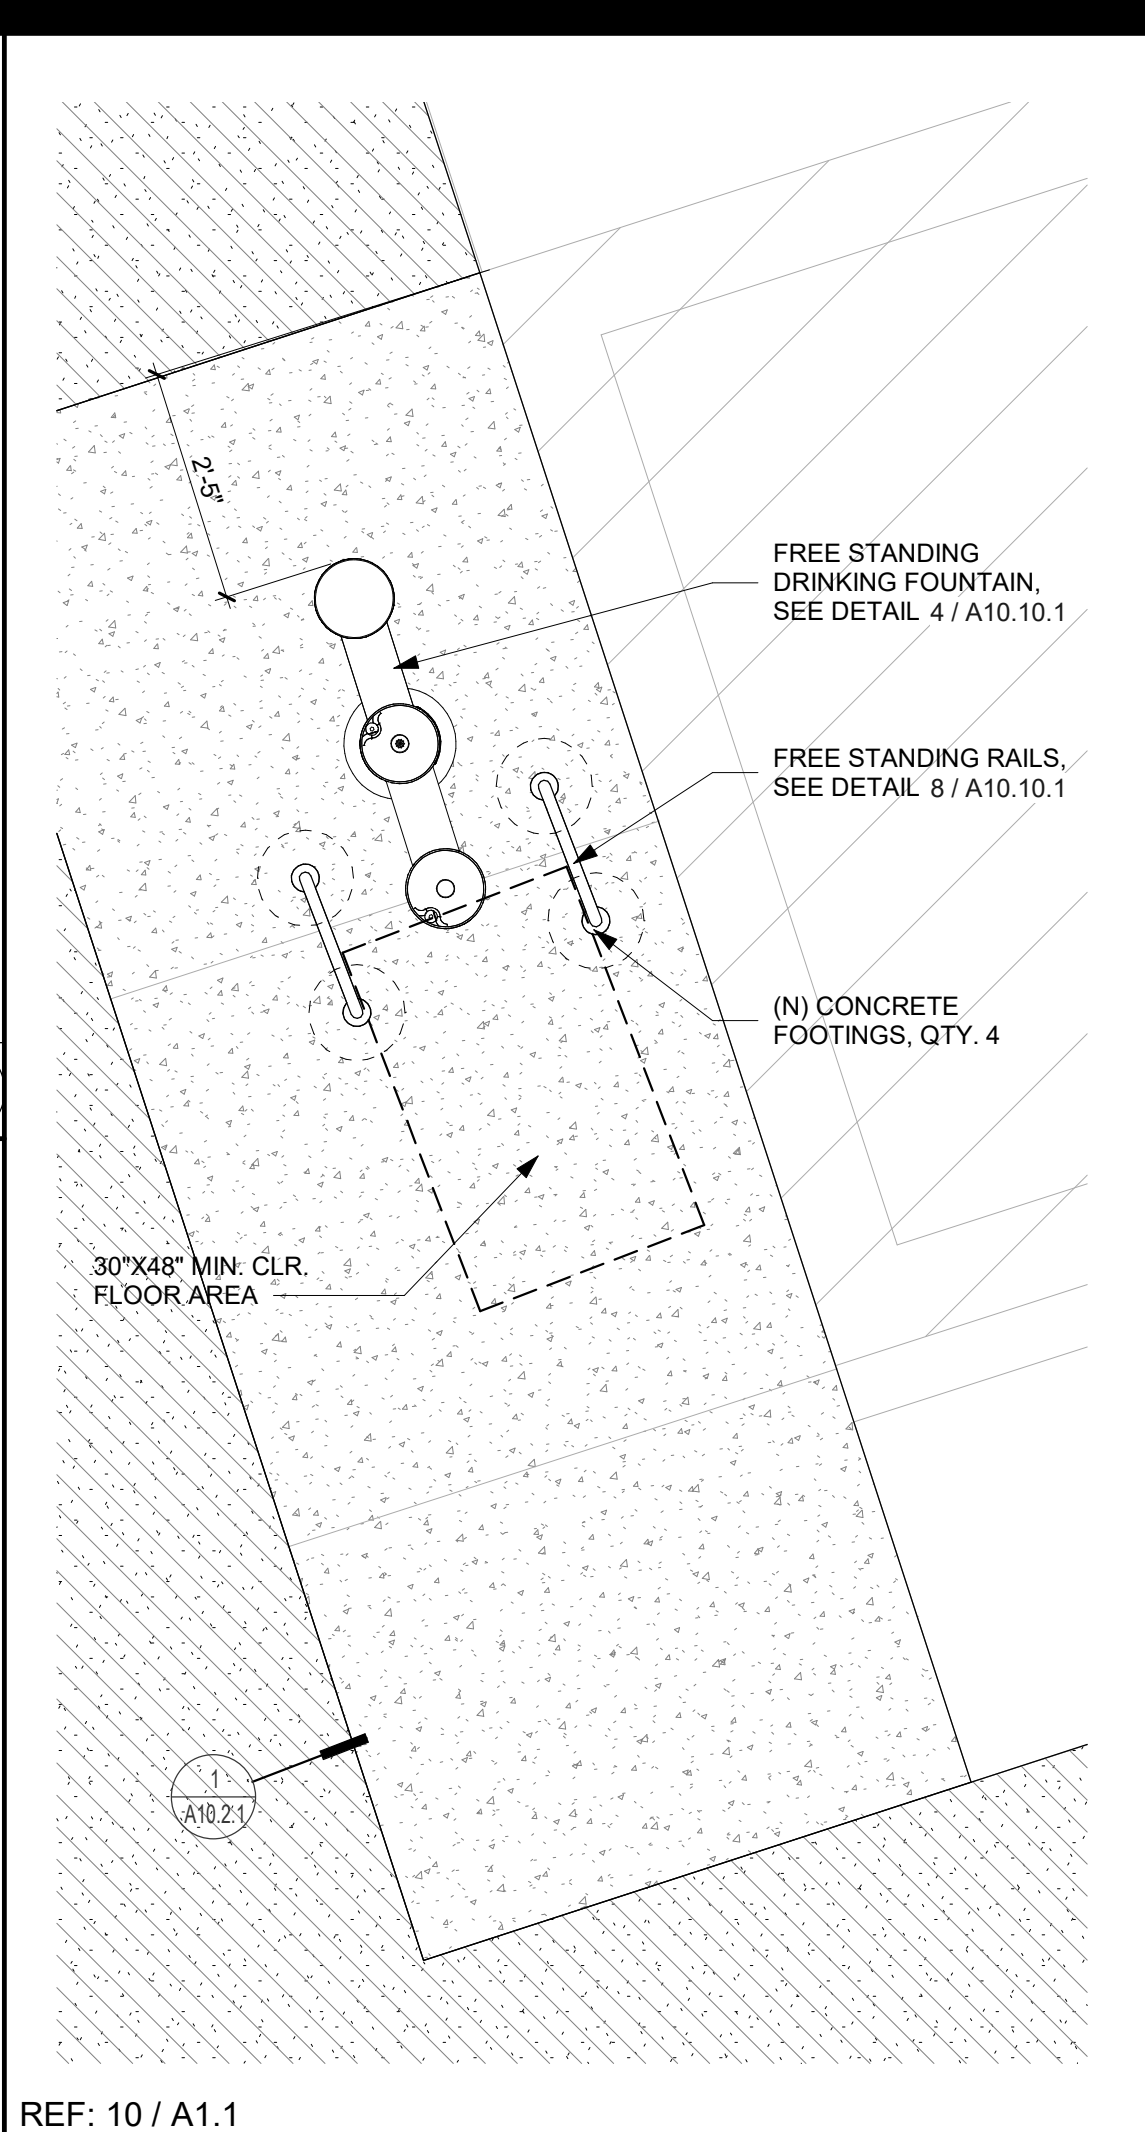 2'-5"
FREE STANDING
DRINKING FOUNTAIN,
SEE DETAIL 4 / A10.10.1
FREE STANDING RAILS,
SEE DETAIL 8 / A10.10.1
(N) CONCRETE
FOOTINGS, QTY. 4
30"X48" MIN. CLR.
FLOOR AREA
1
A10.2.1
REF: 10 / A1.1